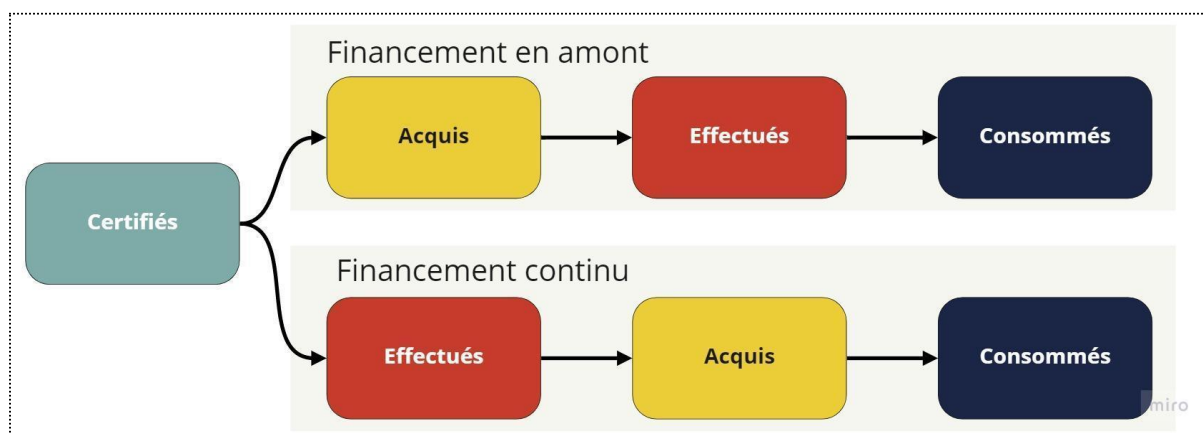 Financement en amont
Acquis
Effectués
Consommés
Certifiés
Financement continu
Effectués
Acquis
Consommés
miro